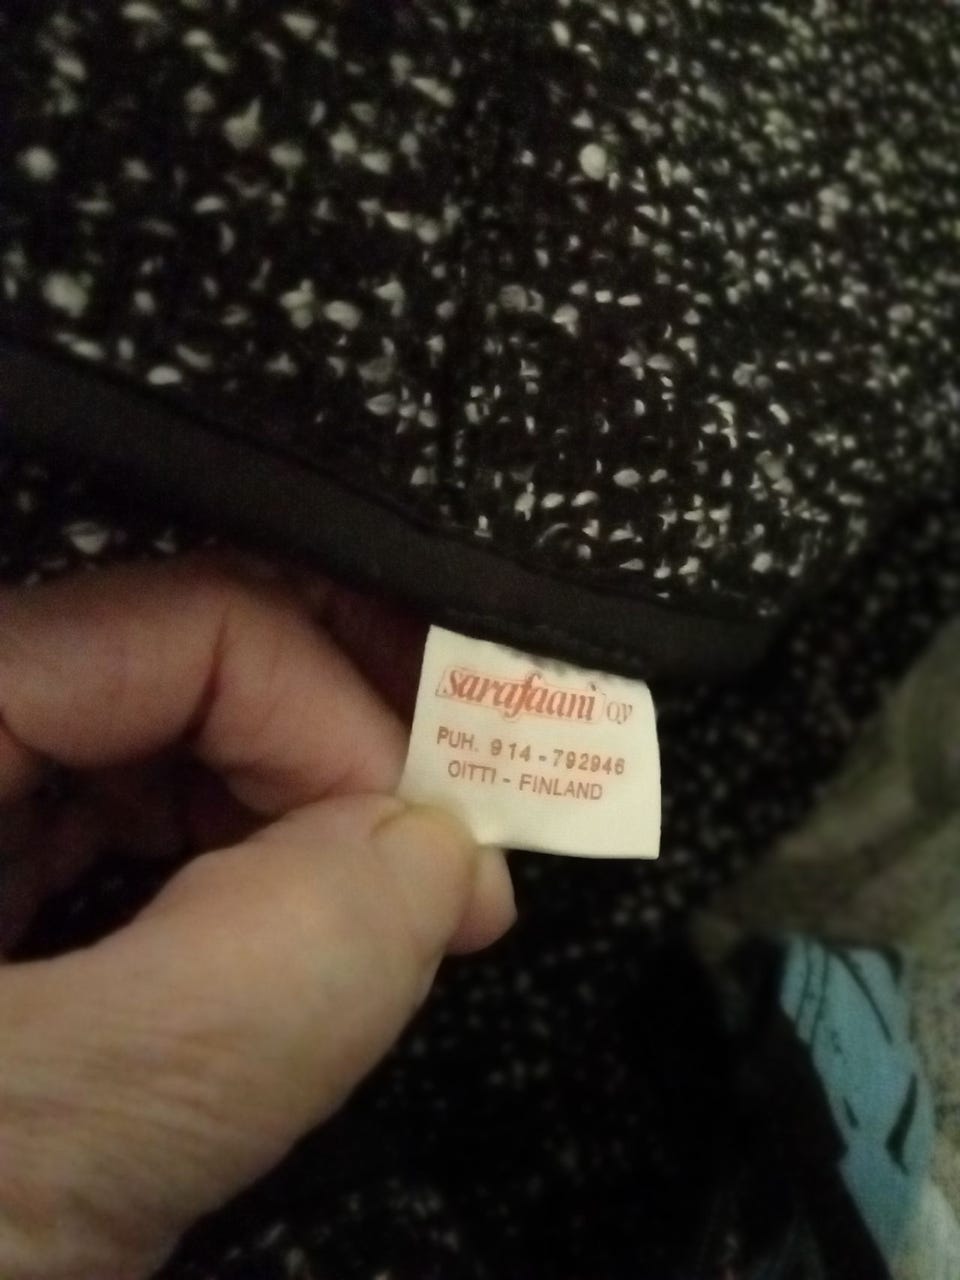 sarafaani oy
PUH. 914-792946
OITTI - FINLAND